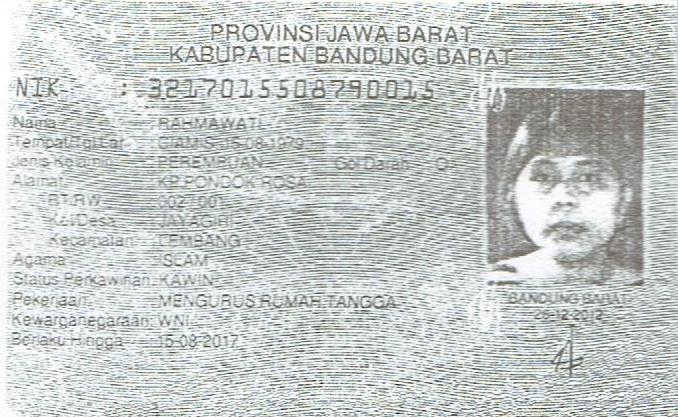 PROVINSI JAWA BARAT
KABUPATEN BANDUNG BARAT
NIK : 3217015508790015
Nama : RAHMAWATI
Tempat/Tgl Lahir : CIAMIS, 15-08-1979
Jenis Kelamin : PEREMPUAN Gol Darah : O
Alamat : KP.PONDOK ROSA
RT/RW : 002 / 001
Kel/Desa : JAYAGIRI
Kecamatan : LEMBANG
Agama : ISLAM
Status Perkawinan: KAWIN
Pekerjaan : MENGURUS RUMAH TANGGA
Kewarganegaraan: WNI
Berlaku Hingga : 15-08-2017
BANDUNG BARAT
26-12-2012